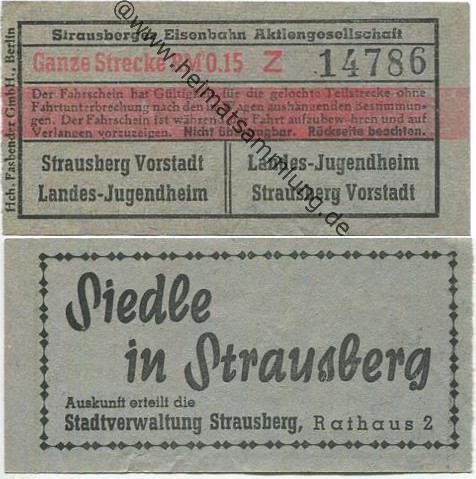 Strausberger Eisenbahn Aktiengesellschaft
Ganze Strecke RM 0.15 Z 14786
Der Fahrschein hat Gültigkeit für die gelochte Teilstrecke ohne
Fahrtunterbrechung nach den in Wagen aushängenden Bestimmun-
gen. Der Fahrschein ist während der Fahrt aufzubewahren und auf
Verlangen vorzuzeigen. Nicht übertragbar. Rückseite beachten.
Strausberg Vorstadt
Landes-Jugendheim
Landes-Jugendheim
Strausberg Vorstadt
Hch. Fasbender GmbH., Berlin
@www.heimatsammlung.de
Siedle
in Strausberg
Auskunft erteilt die
Stadtverwaltung Strausberg, Rathaus 2